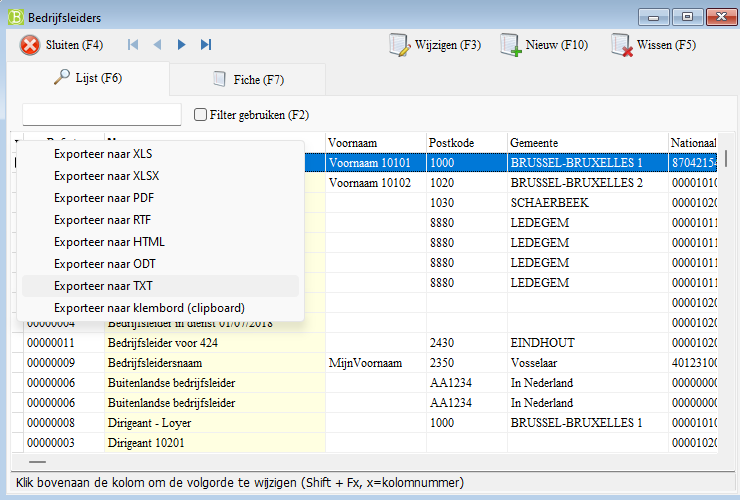 Bedrijfsleiders
Sluiten (F4) Wijzigen (F3) Nieuw (F10) Wissen (F5)
Lijst (F6) Fiche (F7)
Filter gebruiken (F2)
Voornaam Postkode Gemeente Nationaal
Exporteer naar XLS
Voornaam 10101 1000 BRUSSEL-BRUXELLES 1 87042154
Exporteer naar XLSX
Voornaam 10102 1020 BRUSSEL-BRUXELLES 2 00001010
Exporteer naar PDF
1030 SCHAERBEEK 00001020
Exporteer naar RTF
8880 LEDEGEM 00001011
Exporteer naar HTML
8880 LEDEGEM 00001011
Exporteer naar ODT
8880 LEDEGEM 00001011
Exporteer naar TXT
8880 LEDEGEM 00001011
00001020
Exporteer naar klembord (clipboard)
00000004 Bedrijfsleider in dienst 01/07/2018 00001020
00000011 Bedrijfsleider voor 424 2430 EINDHOUT 00001020
00000009 Bedrijfsleidersnaam MijnVoornaam 2350 Vosselaar 40123100
00000006 Buitenlandse bedrijfsleider AA1234 In Nederland 00000000
00000006 Buitenlandse bedrijfsleider AA1234 In Nederland 00000000
00000008 Dirigeant - Loyer 1000 BRUSSEL-BRUXELLES 1 00001010
00000003 Dirigeant 10201 00001020
Klik bovenaan de kolom om de volgorde te wijzigen (Shift + Fx, x=kolomnummer)